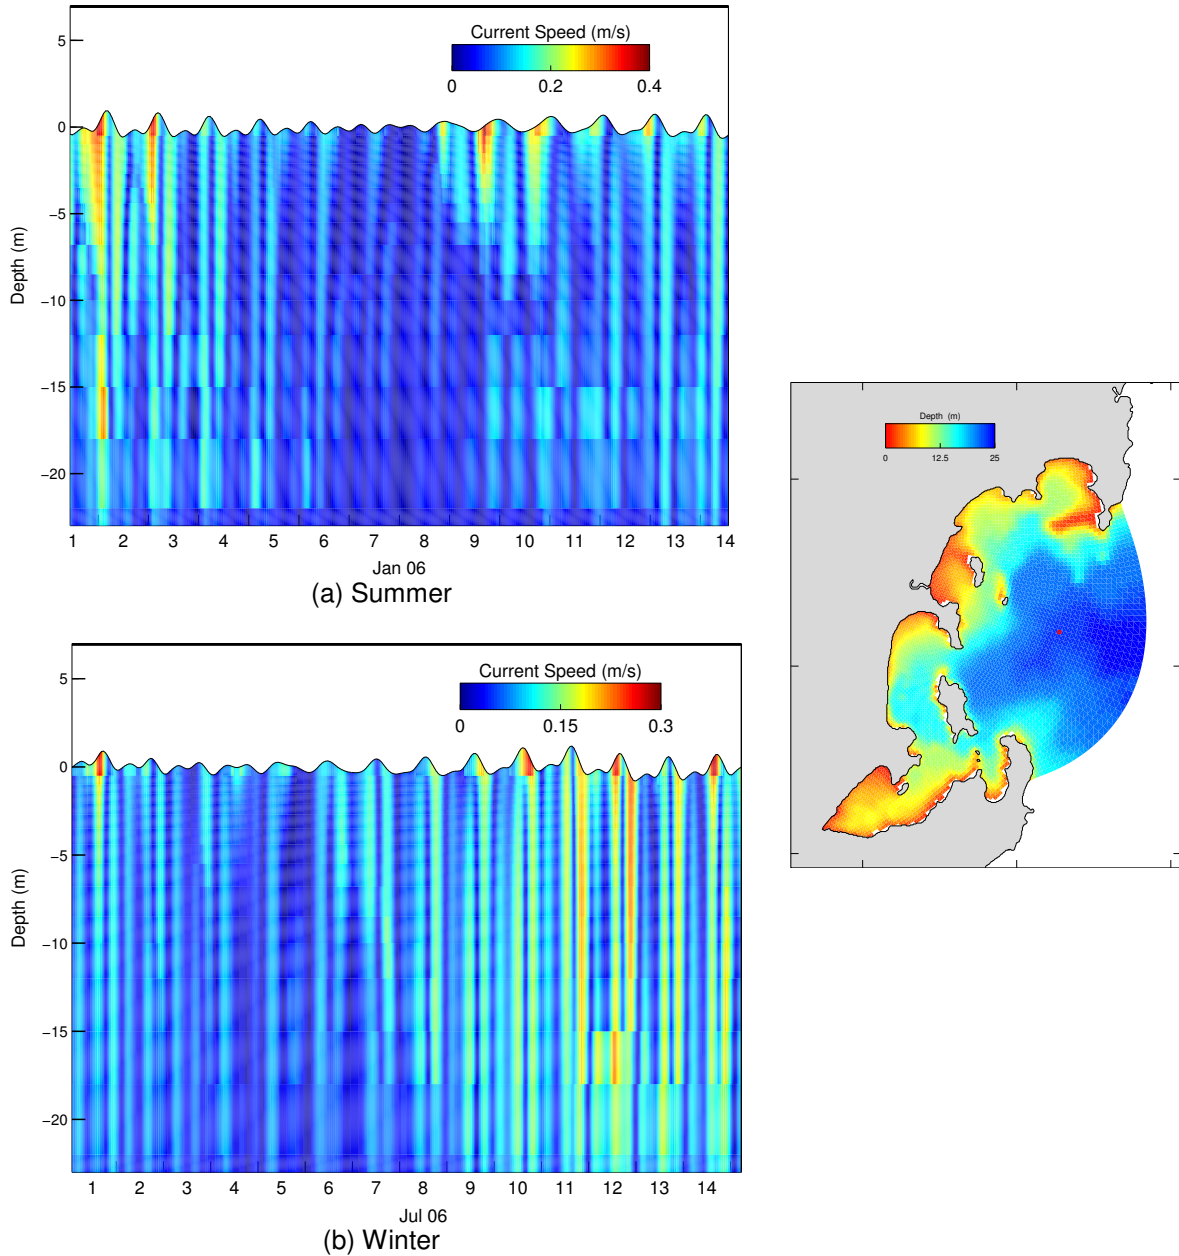 Current Speed (m/s)
0 0.2 0.4
5
0
−5
−10
−15
−20
Depth (m)
1 2 3 4 5 6 7 8 9 10 11 12 13 14
Jan 06
(a) Summer
Current Speed (m/s)
0 0.15 0.3
5
0
−5
−10
−15
−20
Depth (m)
1 2 3 4 5 6 7 8 9 10 11 12 13 14
Jul 06
(b) Winter
Depth (m)
0 12.5 25